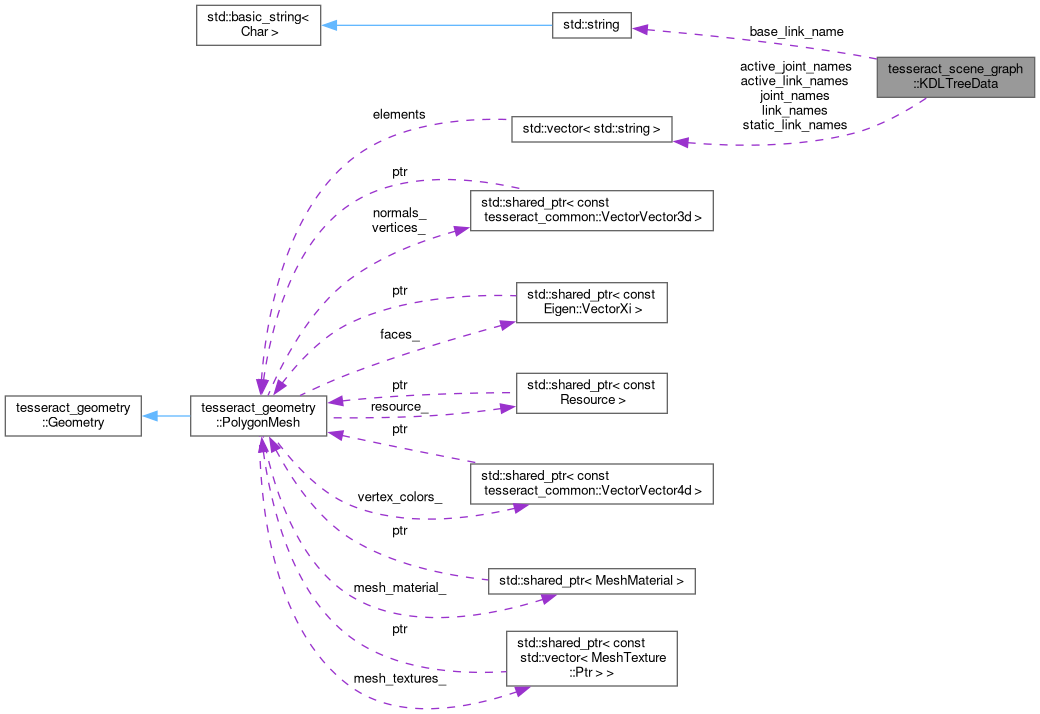 std::basic_string<
Char >
std::string
base_link_name
tesseract_scene_graph
::KDLTreeData
active_joint_names
active_link_names
joint_names
link_names
static_link_names
elements
std::vector< std::string >
ptr
std::shared_ptr< const
tesseract_common::VectorVector3d >
normals_
vertices_
ptr
std::shared_ptr< const
Eigen::VectorXi >
faces_
ptr
std::shared_ptr< const
Resource >
resource_
tesseract_geometry
::Geometry
tesseract_geometry
::PolygonMesh
ptr
std::shared_ptr< const
tesseract_common::VectorVector4d >
vertex_colors_
ptr
std::shared_ptr< MeshMaterial >
mesh_material_
ptr
std::shared_ptr< const
std::vector< MeshTexture
::Ptr > >
mesh_textures_